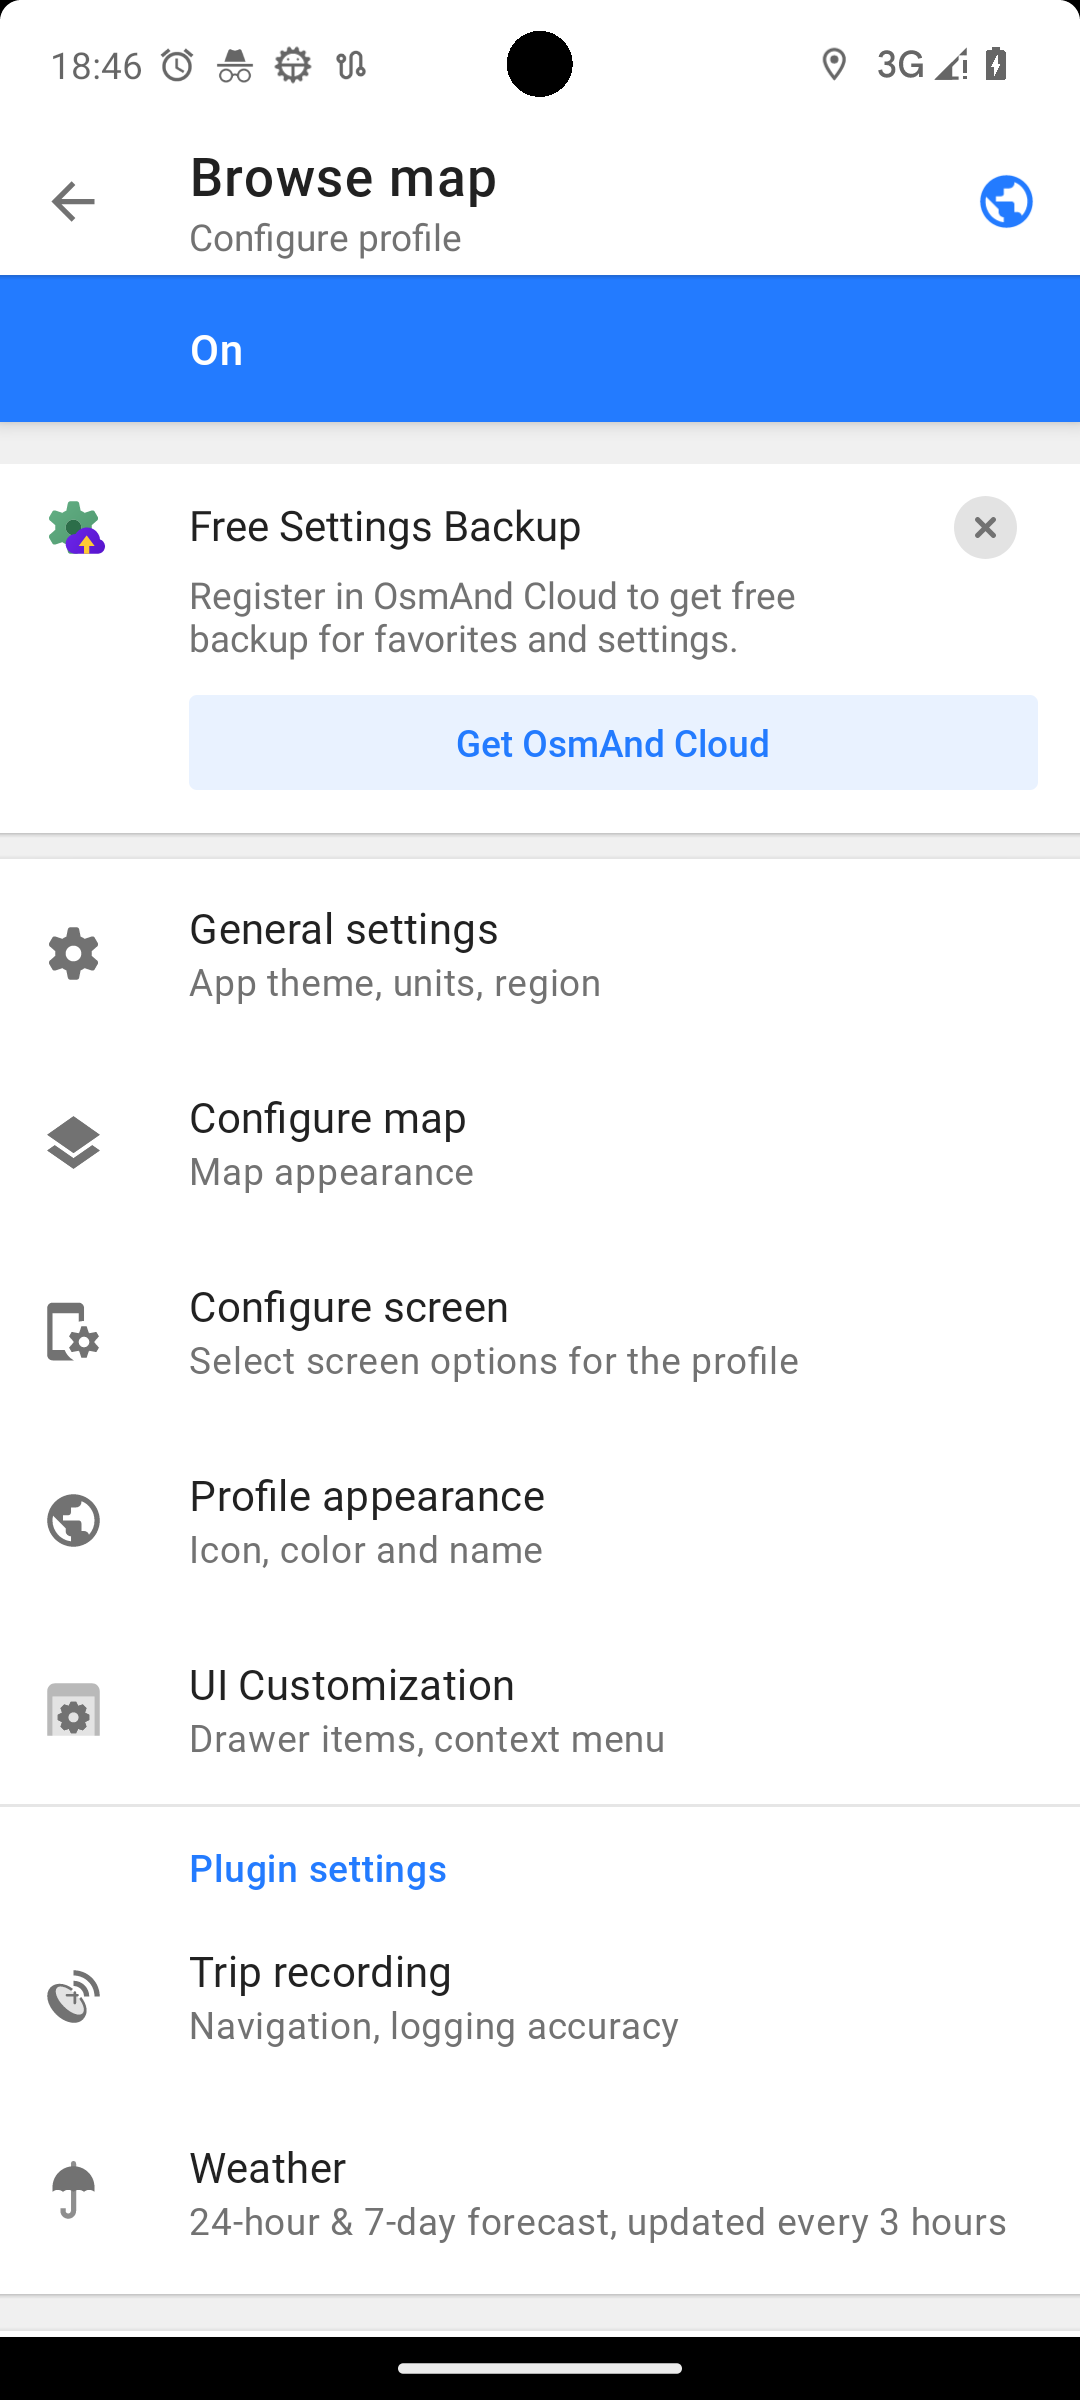 18:46
3G
Browse map
Configure profile
On
Free Settings Backup
Register in OsmAnd Cloud to get free
backup for favorites and settings.
Get OsmAnd Cloud
General settings
App theme, units, region
Configure map
Map appearance
Configure screen
Select screen options for the profile
Profile appearance
Icon, color and name
UI Customization
Drawer items, context menu
Plugin settings
Trip recording
Navigation, logging accuracy
Weather
24-hour & 7-day forecast, updated every 3 hours